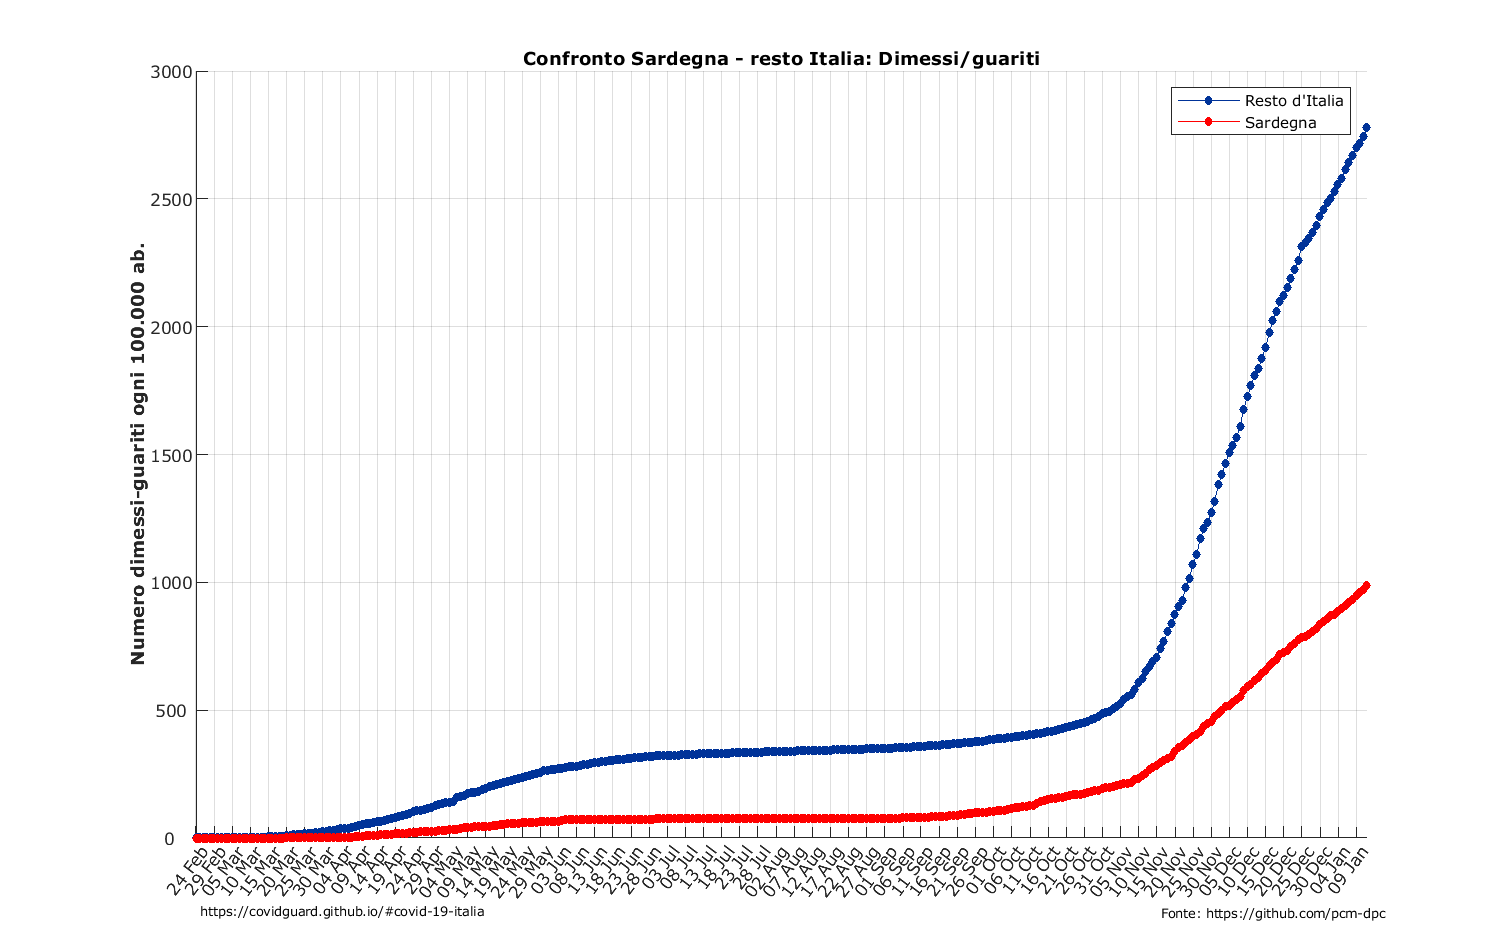 Confronto Sardegna - resto Italia: Dimessi/guariti
Resto d'Italia
Sardegna
Numero dimessi-guariti ogni 100.000 ab.
3000
2500
2000
1500
1000
500
0
24 Feb
29 Feb
05 Mar
10 Mar
15 Mar
20 Mar
25 Mar
30 Mar
04 Apr
09 Apr
14 Apr
19 Apr
24 Apr
29 Apr
04 May
09 May
14 May
19 May
24 May
29 May
03 Jun
08 Jun
13 Jun
18 Jun
23 Jun
28 Jun
03 Jul
08 Jul
13 Jul
18 Jul
23 Jul
28 Jul
02 Aug
07 Aug
12 Aug
17 Aug
22 Aug
27 Aug
01 Sep
06 Sep
11 Sep
16 Sep
21 Sep
26 Sep
01 Oct
06 Oct
11 Oct
16 Oct
21 Oct
26 Oct
31 Oct
05 Nov
10 Nov
15 Nov
20 Nov
25 Nov
30 Nov
05 Dec
10 Dec
15 Dec
20 Dec
25 Dec
30 Dec
04 Jan
09 Jan
https://covidguard.github.io/#covid-19-italia
Fonte: https://github.com/pcm-dpc